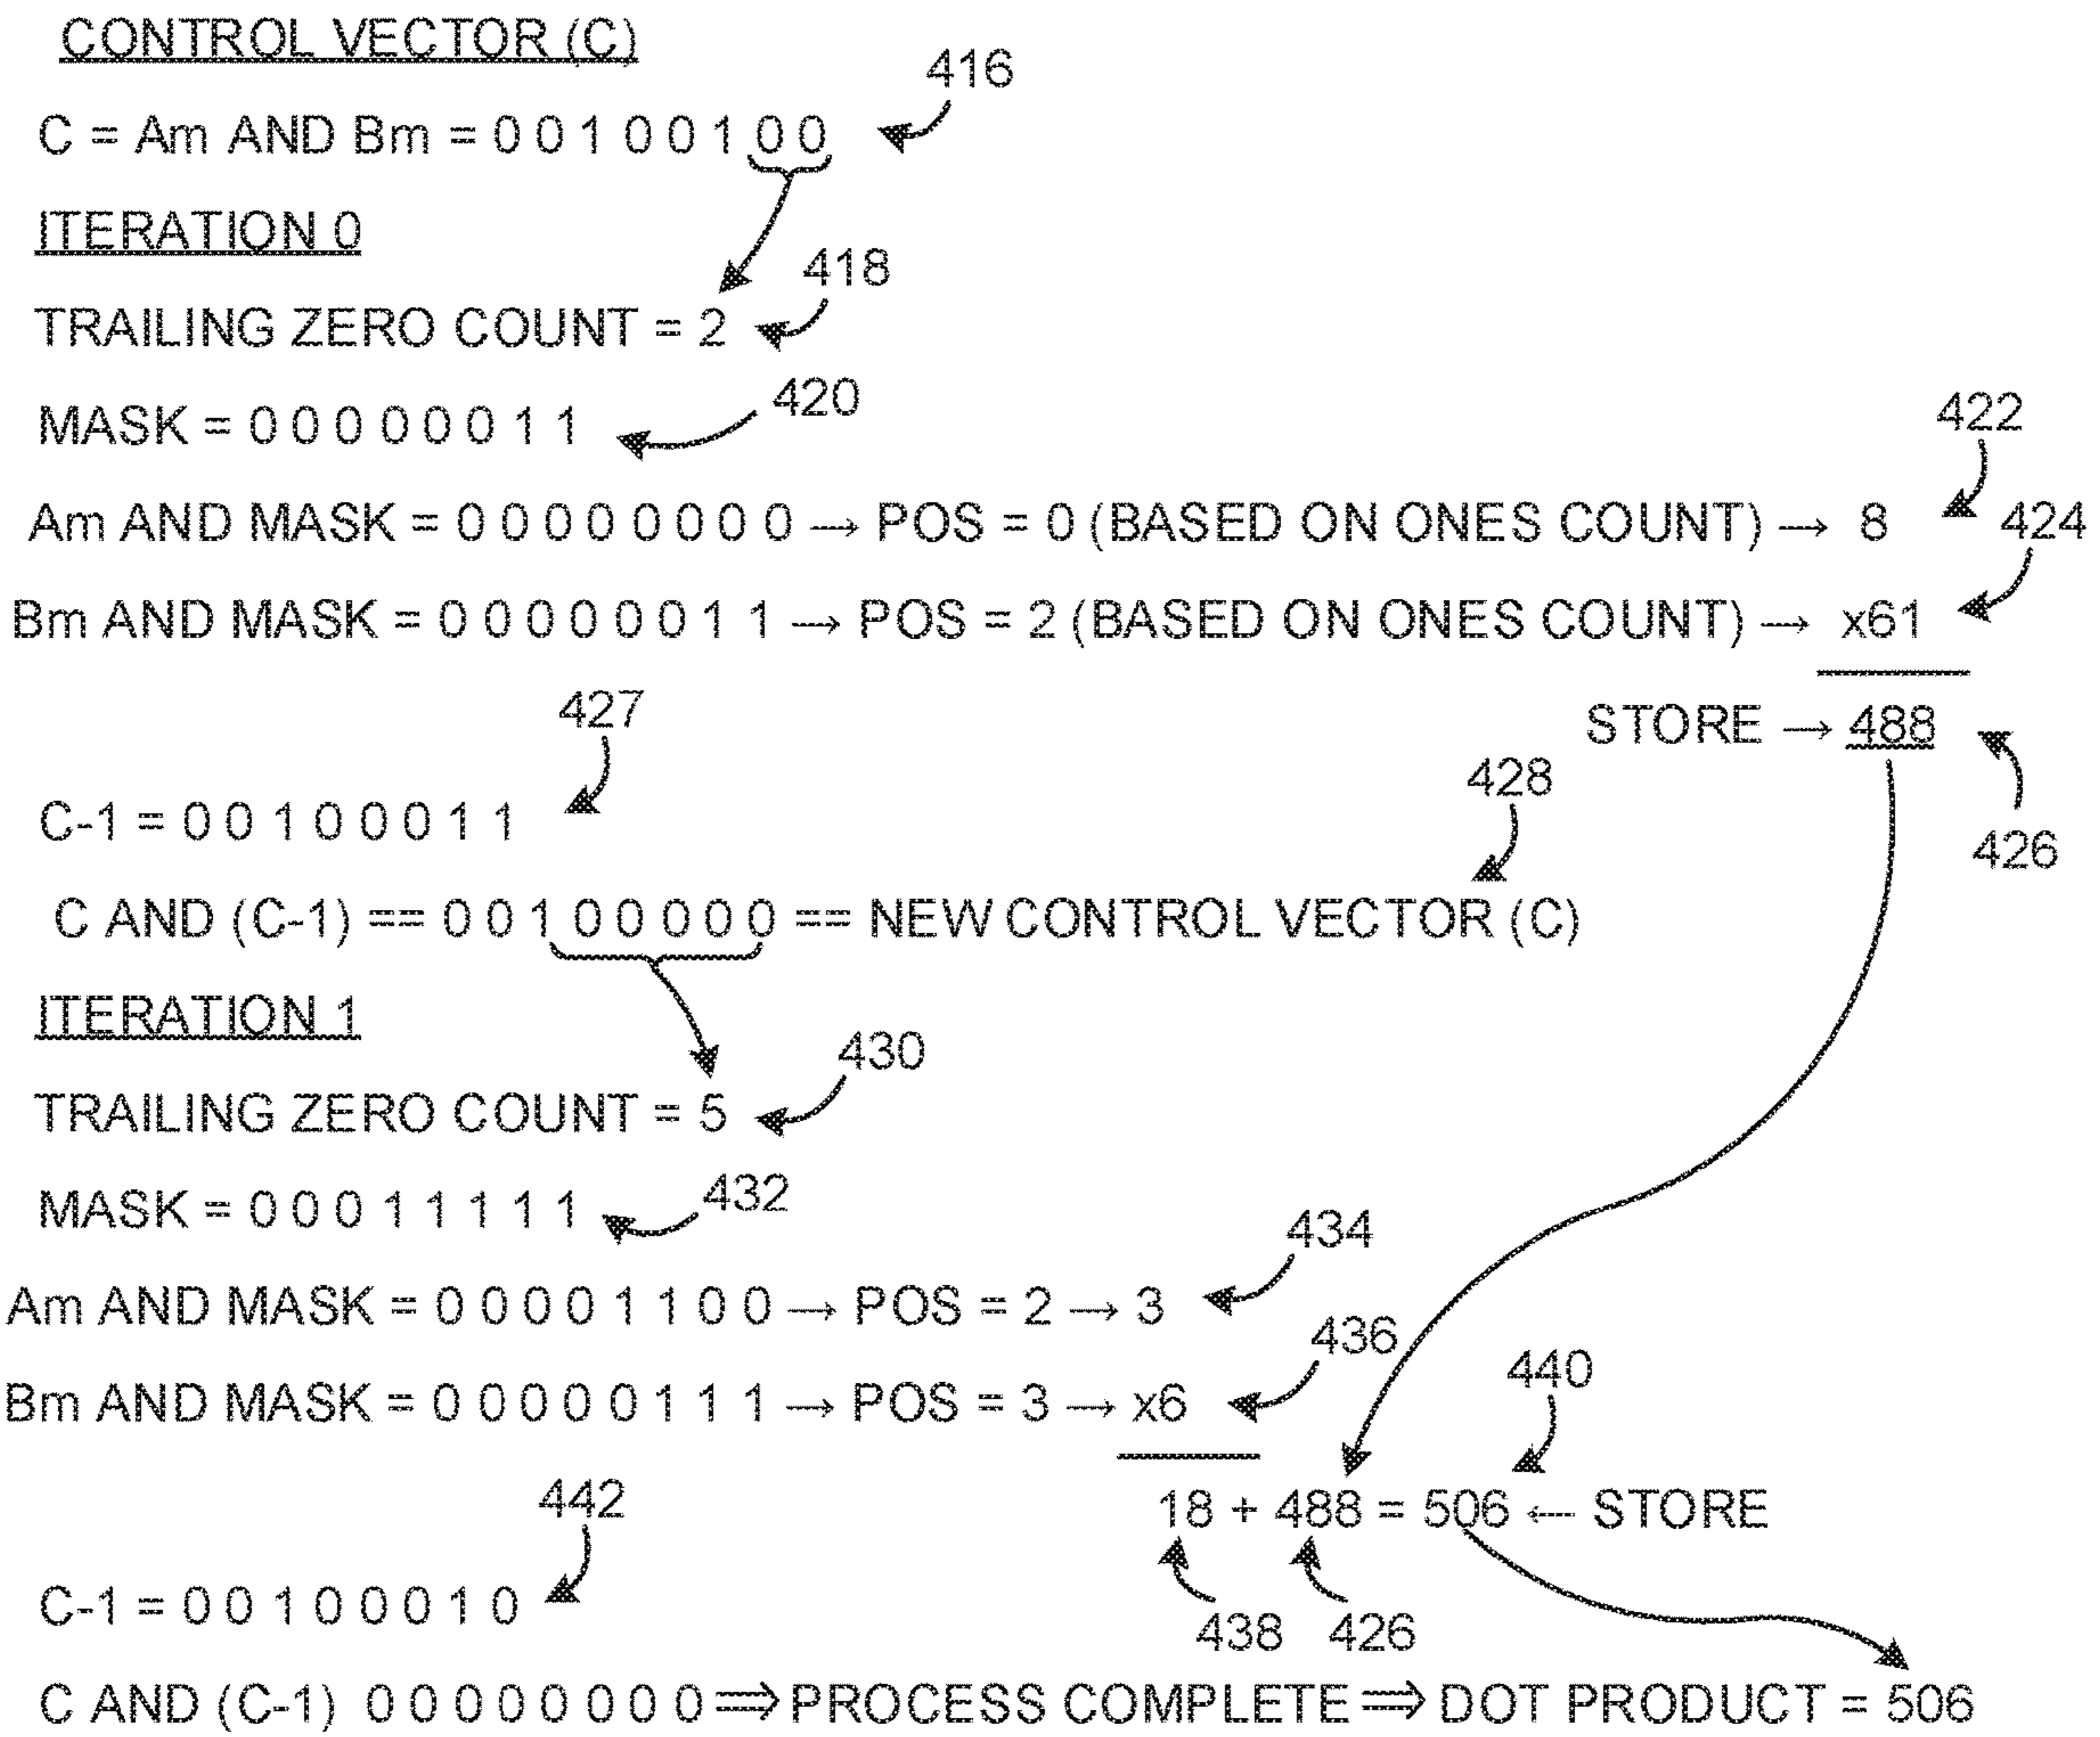 CONTROL VECTOR (C)
416
C = Am AND Bm = 0 0 1 0 0 1 0 0
ITERATION 0
418
TRAILING ZERO COUNT = 2
420
MASK = 0 0 0 0 0 0 1 1
422
Am AND MASK = 0 0 0 0 0 0 0 0 → POS = 0 (BASED ON ONES COUNT) → 8
424
Bm AND MASK = 0 0 0 0 0 0 1 1 → POS = 2 (BASED ON ONES COUNT) → x61
427
STORE → 488
428
C-1 = 0 0 1 0 0 0 1 1
426
C AND (C-1) == 0 0 1 0 0 0 0 0 == NEW CONTROL VECTOR (C)
ITERATION 1
430
TRAILING ZERO COUNT = 5
432
MASK = 0 0 0 1 1 1 1 1
434
Am AND MASK = 0 0 0 0 1 1 0 0 → POS = 2 → 3
436
440
Bm AND MASK = 0 0 0 0 0 1 1 1 → POS = 3 → x6
442
18 + 488 = 506 ← STORE
C-1 = 0 0 1 0 0 0 1 0
438 426
C AND (C-1) 0 0 0 0 0 0 0 0 ⇒ PROCESS COMPLETE ⇒ DOT PRODUCT = 506